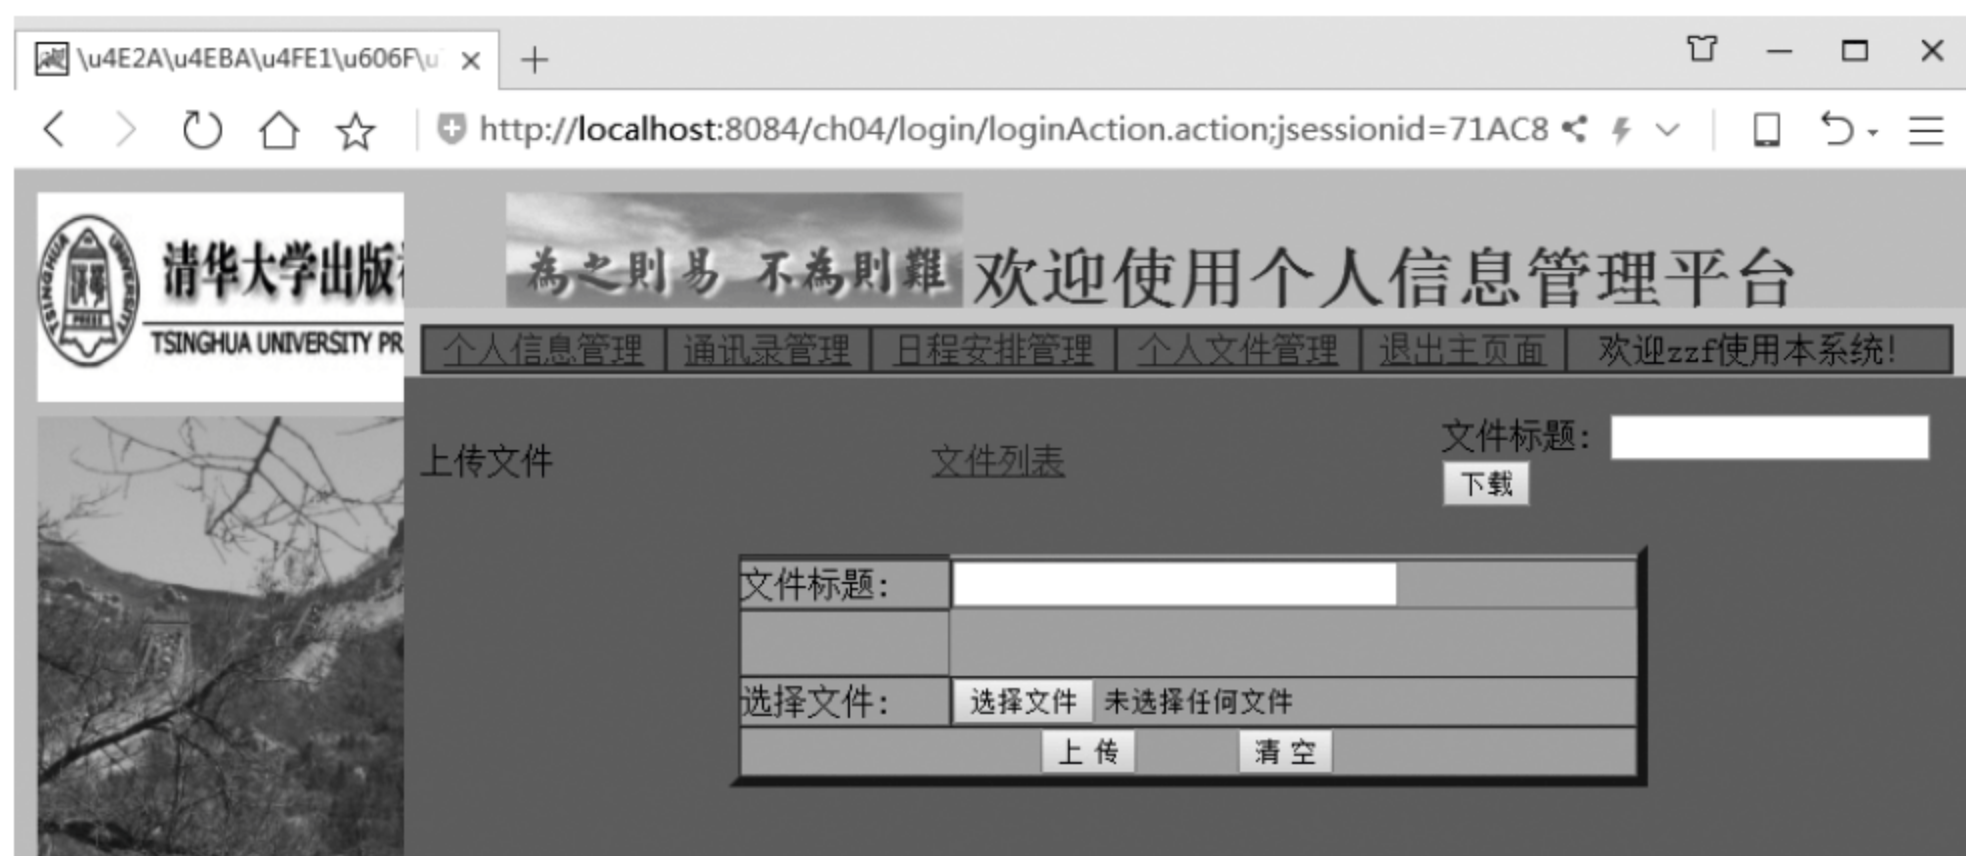 \u4E2A\u4EBA\u4FE1\u606F\u
http://localhost:8084/ch04/login/loginAction.action;jsessionid=71AC8
清华大学出版
TSINGHUA UNIVERSITY PR
TSINGHUA UNIVERSITY
PRESS
為之則易 不為則難
欢迎使用个人信息管理平台
个人信息管理 通讯录管理 日程安排管理 个人文件管理 退出主页面 欢迎zzf使用本系统!
上传文件 文件列表 文件标题:
下载
文件标题:
选择文件: 选择文件 未选择任何文件
上 传 清 空